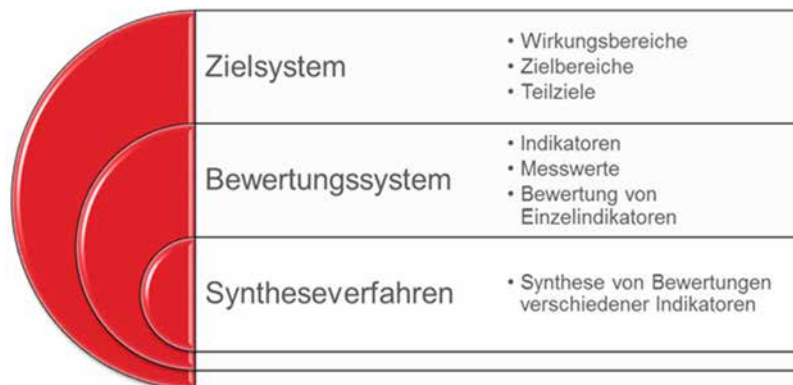 Zielsystem
• Wirkungsbereiche
• Zielbereiche
• Teilziele
Bewertungssystem
• Indikatoren
• Messwerte
• Bewertung von
Einzelindikatoren
Syntheseverfahren
• Synthese von Bewertungen
verschiedener Indikatoren